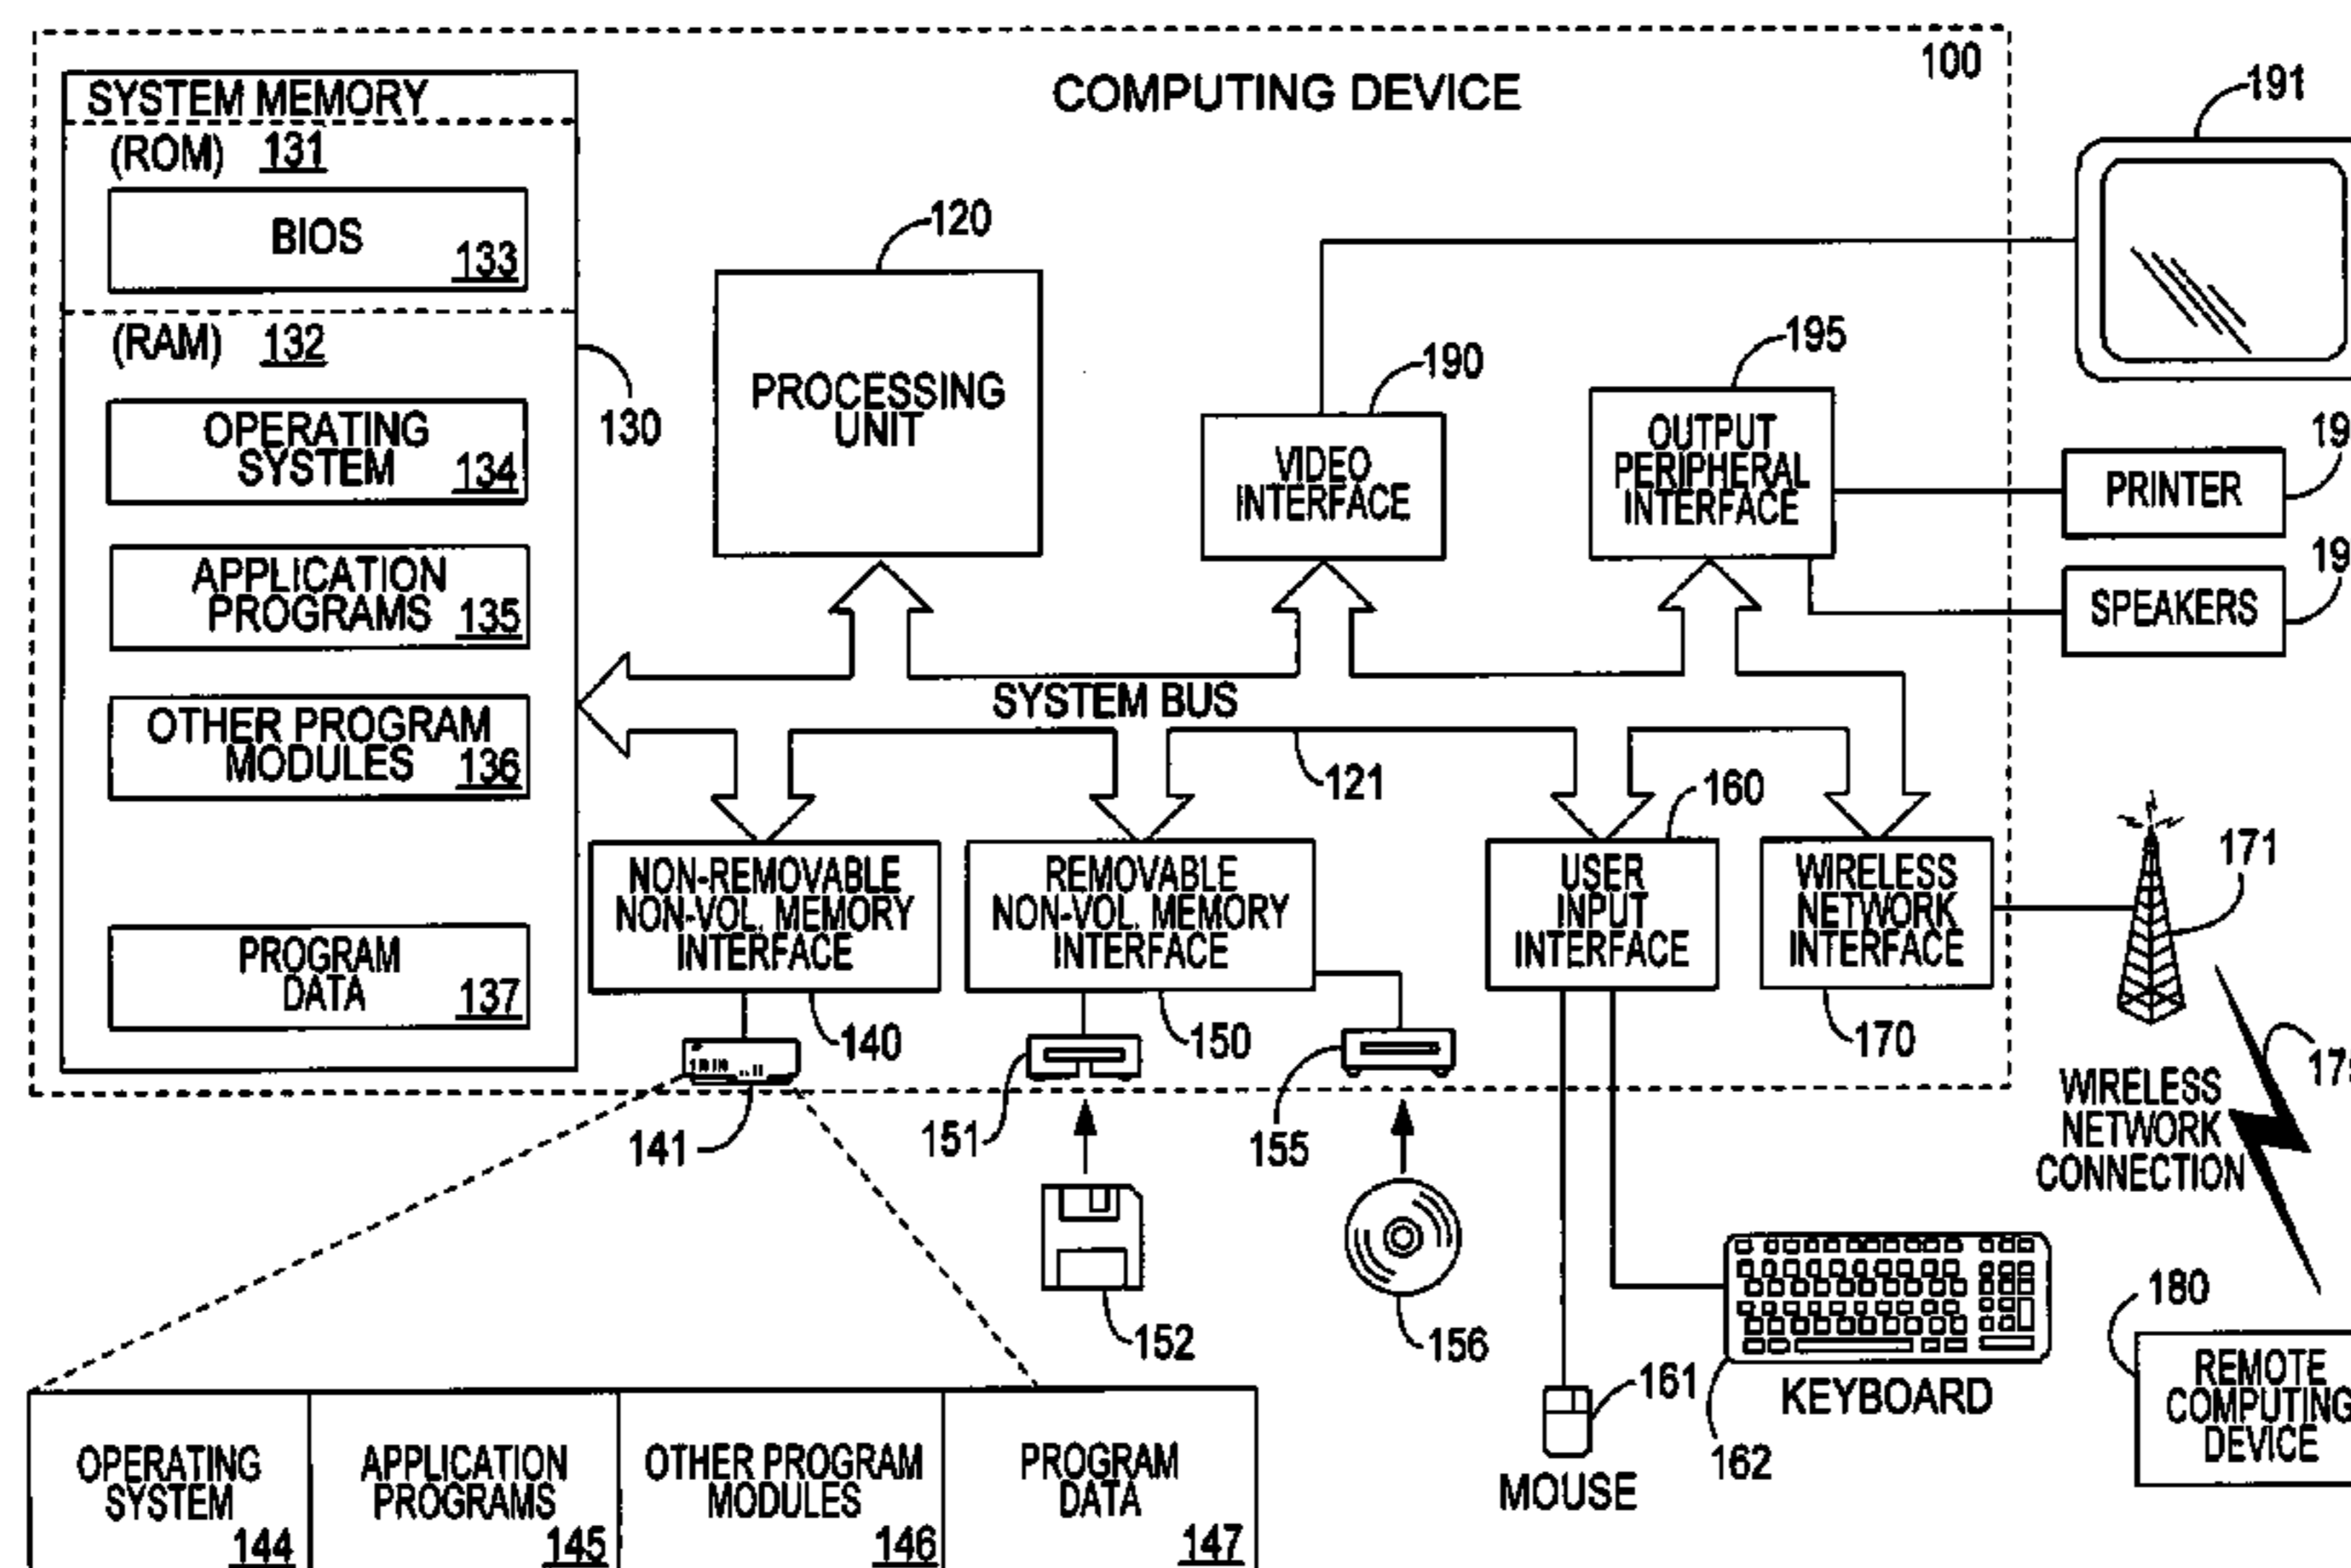 100
COMPUTING DEVICE
191
SYSTEM MEMORY
(ROM) 131
BIOS
133
(RAM) 132
OPERATING
SYSTEM 134
APPLICATION
PROGRAMS 135
OTHER PROGRAM
MODULES 136
PROGRAM
DATA 137
130
120
PROCESSING
UNIT
190
VIDEO
INTERFACE
195
OUTPUT
PERIPHERAL
INTERFACE
19
PRINTER
19
SPEAKERS
SYSTEM BUS
121
NON-REMOVABLE
NON-VOL. MEMORY
INTERFACE
140
141
REMOVABLE
NON-VOL. MEMORY
INTERFACE
150
151
155
152
156
160
USER
INPUT
INTERFACE
WIRELESS
NETWORK
INTERFACE
170
171
WIRELESS
NETWORK
CONNECTION
161
MOUSE
KEYBOARD
162
180
REMOTE
COMPUTING
DEVICE
OPERATING
SYSTEM
144
APPLICATION
PROGRAMS
145
OTHER PROGRAM
MODULES
146
PROGRAM
DATA
147